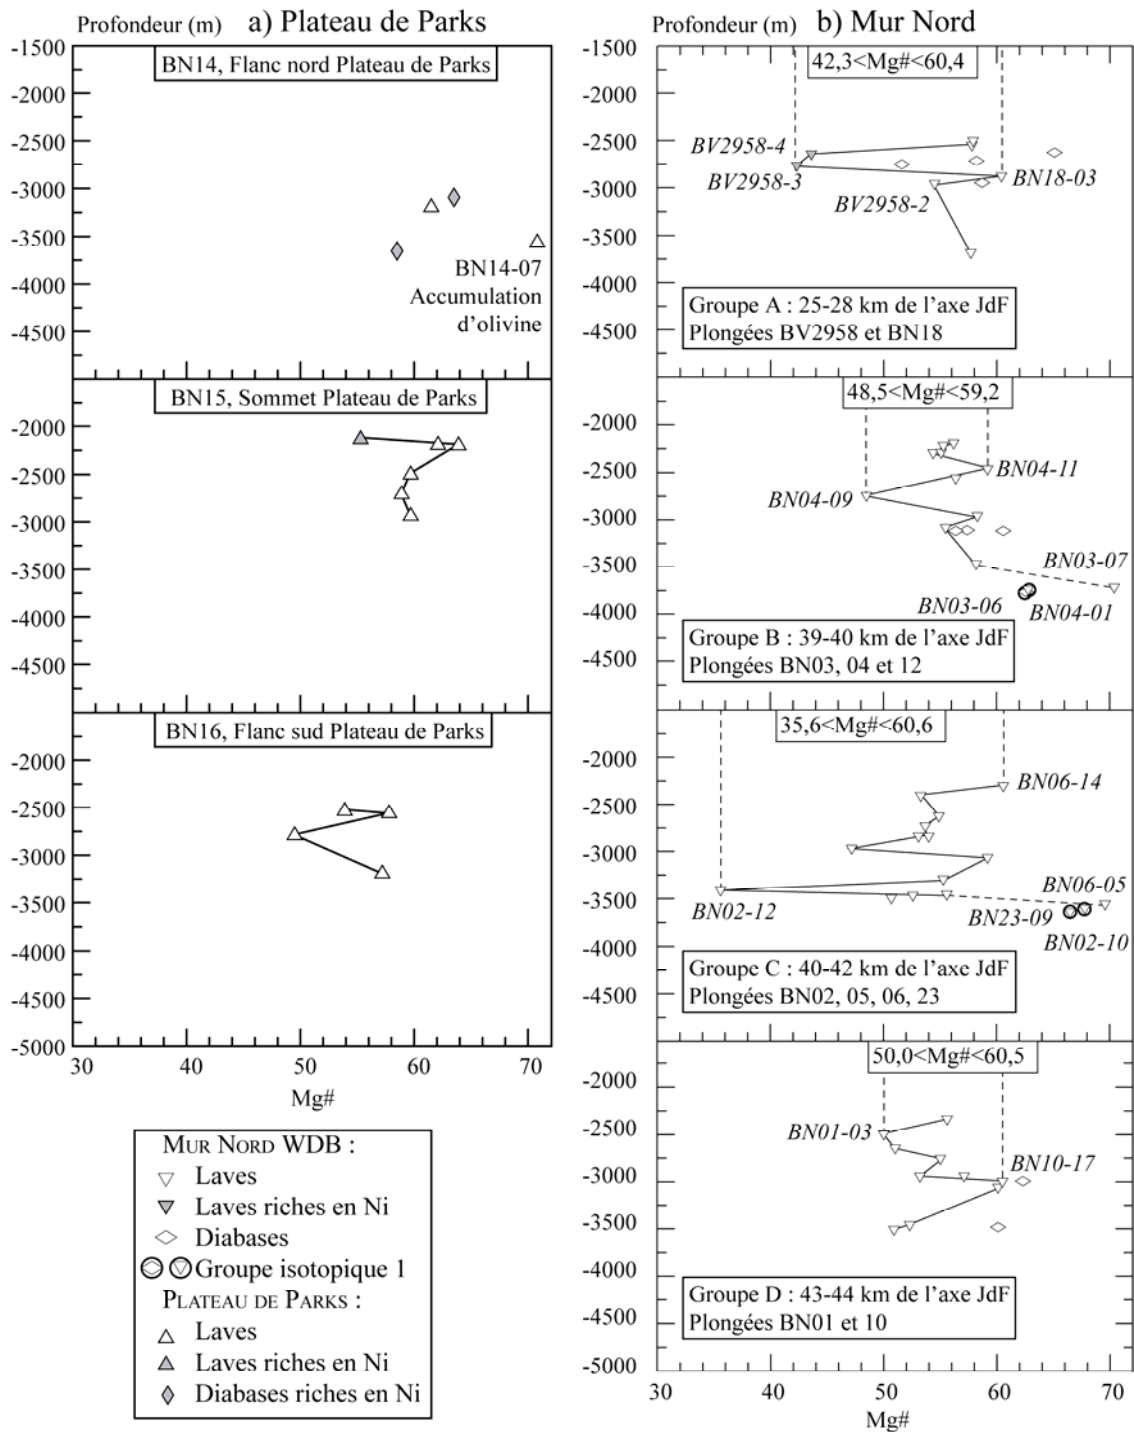 Profondeur (m)
a) Plateau de Parks
-1500
BN14, Flanc nord Plateau de Parks
-2000
-2500
-3000
-3500
BN14-07
Accumulation
d'olivine
-4000
-4500
40
50
60
70
BN15, Sommet Plateau de Parks
-2000
-2500
-3000
-3500
-4000
-4500
BN16, Flanc sud Plateau de Parks
-2000
-2500
-3000
-3500
-4000
-4500
-5000
30
40
50
60
70
Mg#
MUR NORD WDB :
Laves
Laves riches en Ni
Diabases
Groupe isotopique 1
PLATEAU DE PARKS :
Laves
Laves riches en Ni
Diabases riches en Ni
Profondeur (m)
b) Mur Nord
-1500
42,3<Mg#<60,4
-2000
-2500
BV2958-4
-3000
BV2958-3
BN18-03
BV2958-2
-3500
-4000
Groupe A : 25-28 km de l'axe JdF
Plongées BV2958 et BN18
-4500
48,5<Mg#<59,2
-2000
-2500
BN04-11
BN04-09
-3000
-3500
BN03-07
BN03-06
BN04-01
-4000
Groupe B : 39-40 km de l'axe JdF
Plongées BN03, 04 et 12
-4500
35,6<Mg#<60,6
-2000
BN06-14
-2500
-3000
-3500
BN06-05
BN02-12
BN23-09
BN02-10
-4000
Groupe C : 40-42 km de l'axe JdF
Plongées BN02, 05, 06, 23
-4500
50,0<Mg#<60,5
-2000
-2500
BN01-03
-3000
BN10-17
-3500
-4000
Groupe D : 43-44 km de l'axe JdF
Plongées BN01 et 10
-4500
-5000
30
40
50
60
70
Mg#